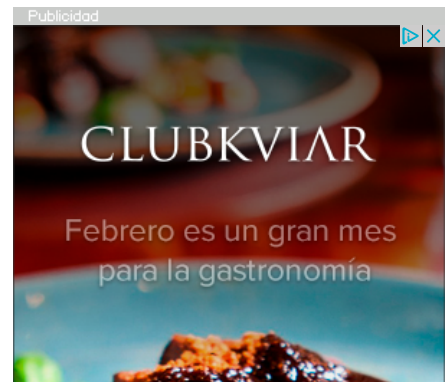 Publicidad
CLUBKVIAR
Febrero es un gran mes
para la gastronomía